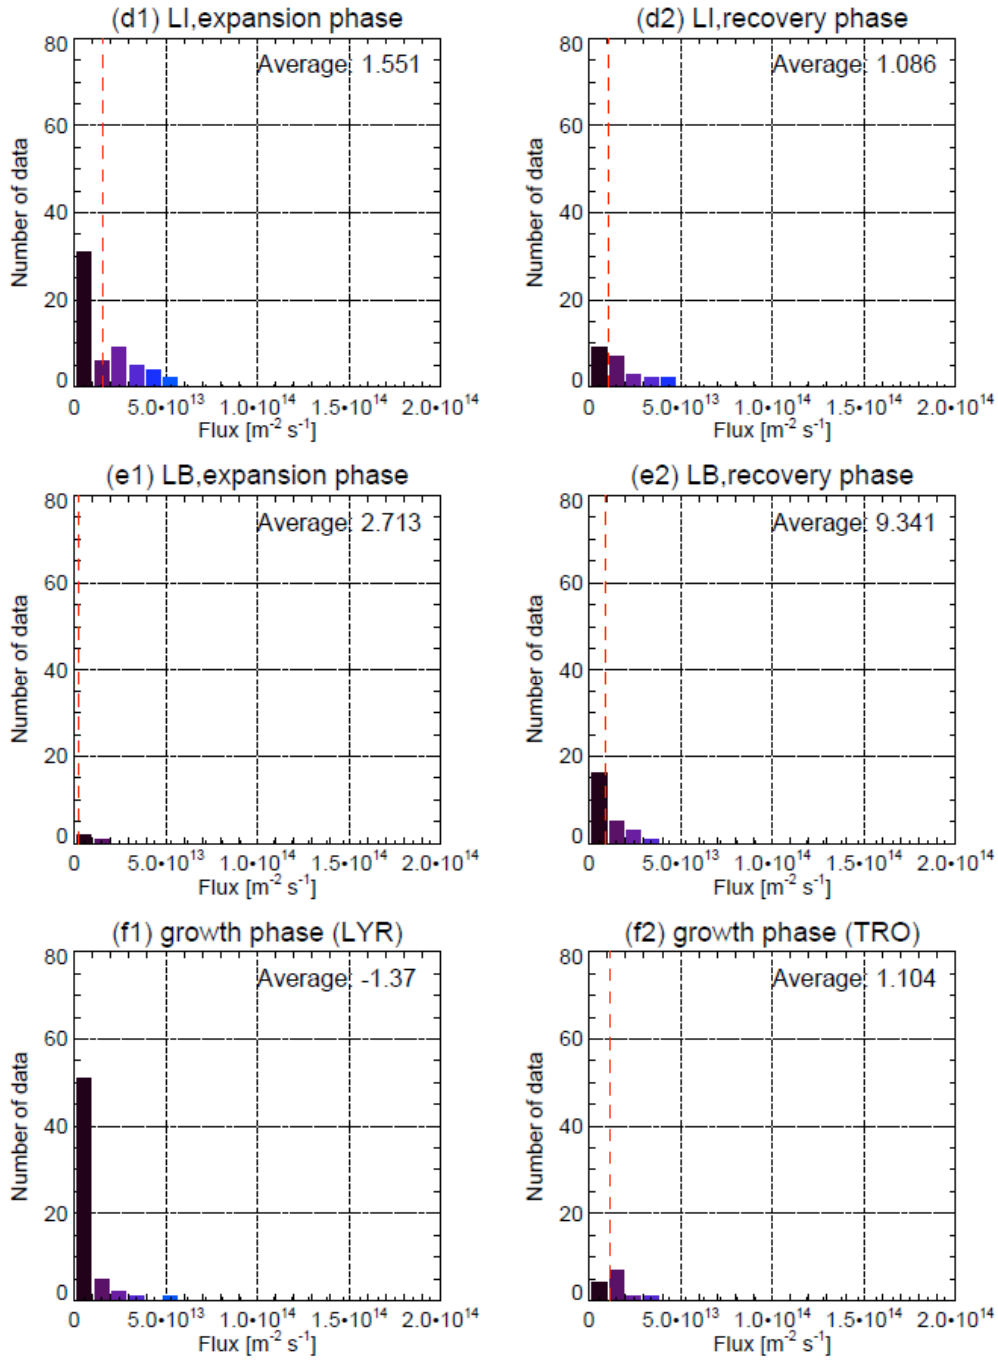 (d1) LI,expansion phase
Average: 1.551
80
60
40
20
0
Number of data
0 5.0•10¹³ 1.0•10¹⁴ 1.5•10¹⁴ 2.0•10¹⁴
Flux [m⁻² s⁻¹]
(d2) LI,recovery phase
Average: 1.086
80
60
40
20
0
Number of data
0 5.0•10¹³ 1.0•10¹⁴ 1.5•10¹⁴ 2.0•10¹⁴
Flux [m⁻² s⁻¹]
(e1) LB,expansion phase
Average: 2.713
80
60
40
20
0
Number of data
0 5.0•10¹³ 1.0•10¹⁴ 1.5•10¹⁴ 2.0•10¹⁴
Flux [m⁻² s⁻¹]
(e2) LB,recovery phase
Average: 9.341
80
60
40
20
0
Number of data
0 5.0•10¹³ 1.0•10¹⁴ 1.5•10¹⁴ 2.0•10¹⁴
Flux [m⁻² s⁻¹]
(f1) growth phase (LYR)
Average: -1.37
80
60
40
20
0
Number of data
0 5.0•10¹³ 1.0•10¹⁴ 1.5•10¹⁴ 2.0•10¹⁴
Flux [m⁻² s⁻¹]
(f2) growth phase (TRO)
Average: 1.104
80
60
40
20
0
Number of data
0 5.0•10¹³ 1.0•10¹⁴ 1.5•10¹⁴ 2.0•10¹⁴
Flux [m⁻² s⁻¹]